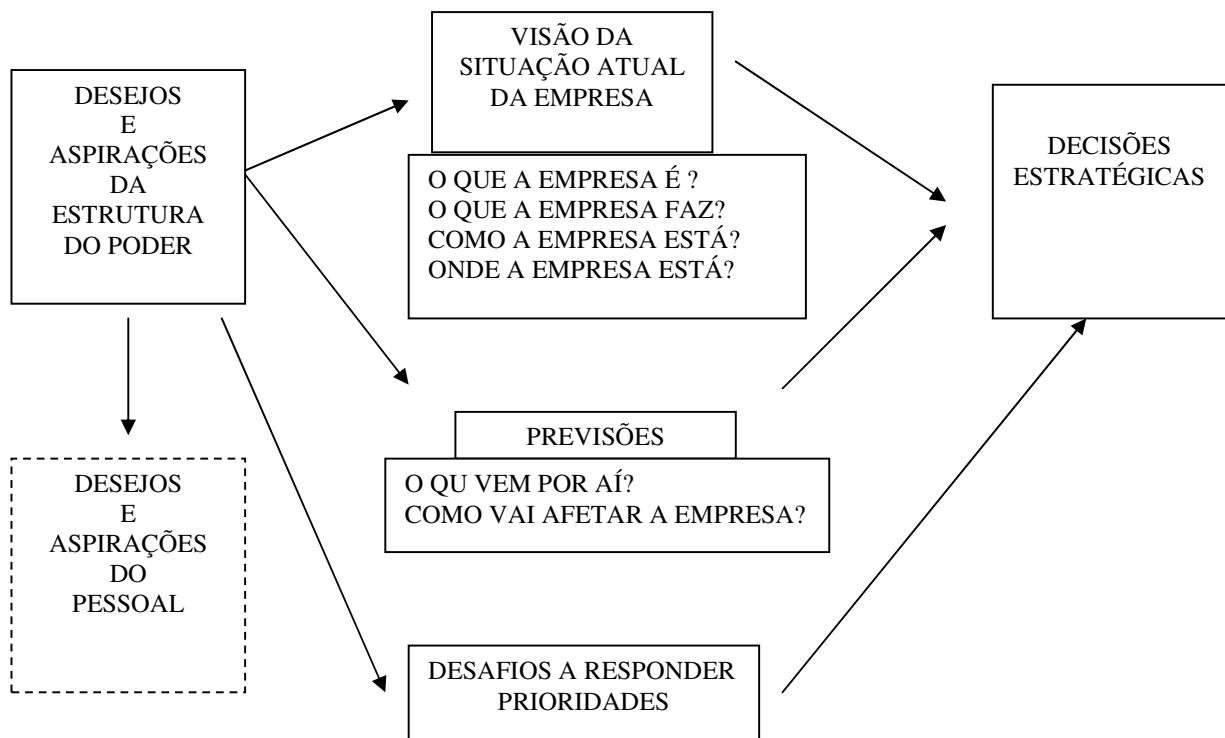 DESEJOS
E
ASPIRAÇÕES
DA
ESTRUTURA
DO PODER
VISÃO DA
SITUAÇÃO ATUAL
DA EMPRESA
O QUE A EMPRESA É ?
O QUE A EMPRESA FAZ?
COMO A EMPRESA ESTÁ?
ONDE A EMPRESA ESTÁ?
DECISÕES
ESTRATÉGICAS
PREVISÕES
O QU VEM POR AÍ?
COMO VAI AFETAR A EMPRESA?
DESEJOS
E
ASPIRAÇÕES
DO
PESSOAL
DESAFIOS A RESPONDER
PRIORIDADES